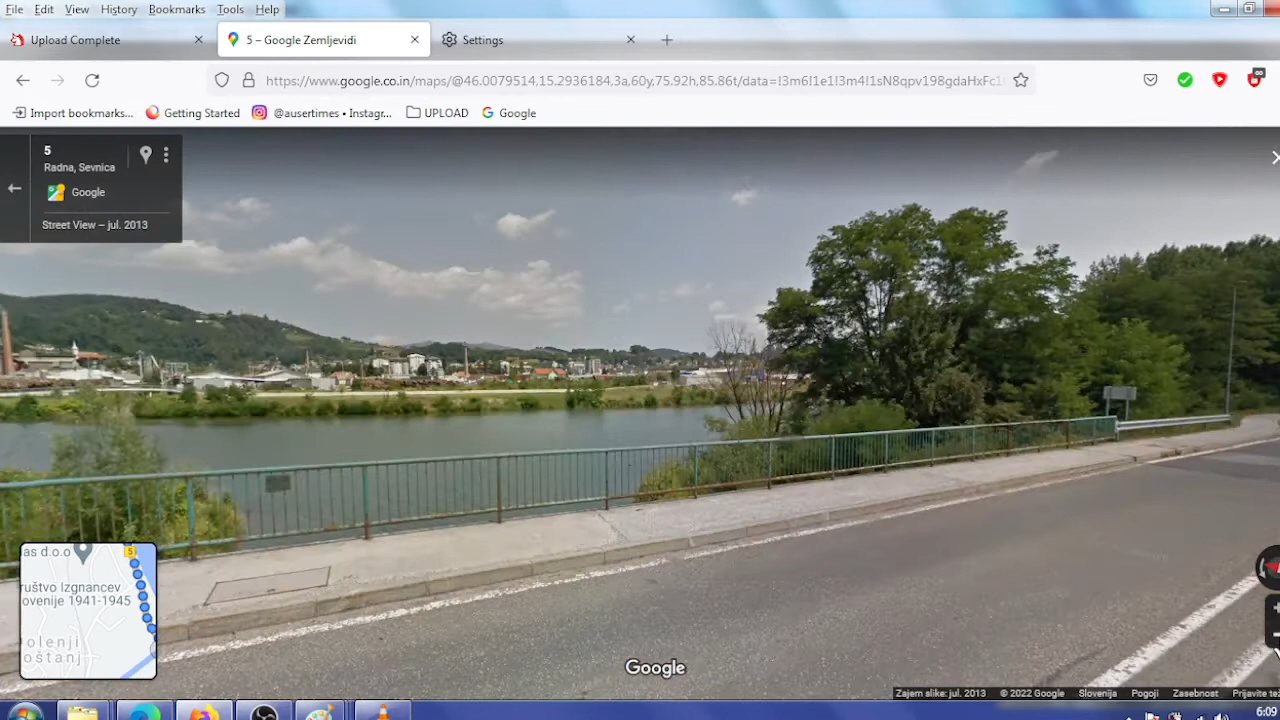 File Edit View History Bookmarks Tools Help
Upload Complete
5 – Google Zemljevidi
Settings
https://www.google.co.in/maps/@46.0079514,15.2936184,3a,60y,75.92h,85.86t/data=!3m6!1e1!3m4!1sN8qpv198gdaHxFc1
Import bookmarks... Getting Started @ausertimes • Instagr... UPLOAD Google
5
Radna, Sevnica
Google
Street View – jul. 2013
as d.o.o
5
ruštvo Izgnancev
ovenije 1941-1945
olenji
oštanj
Google
Zajem slike: jul. 2013 © 2022 Google Slovenija Pogoji Zasebnost Prijavite te
6:09